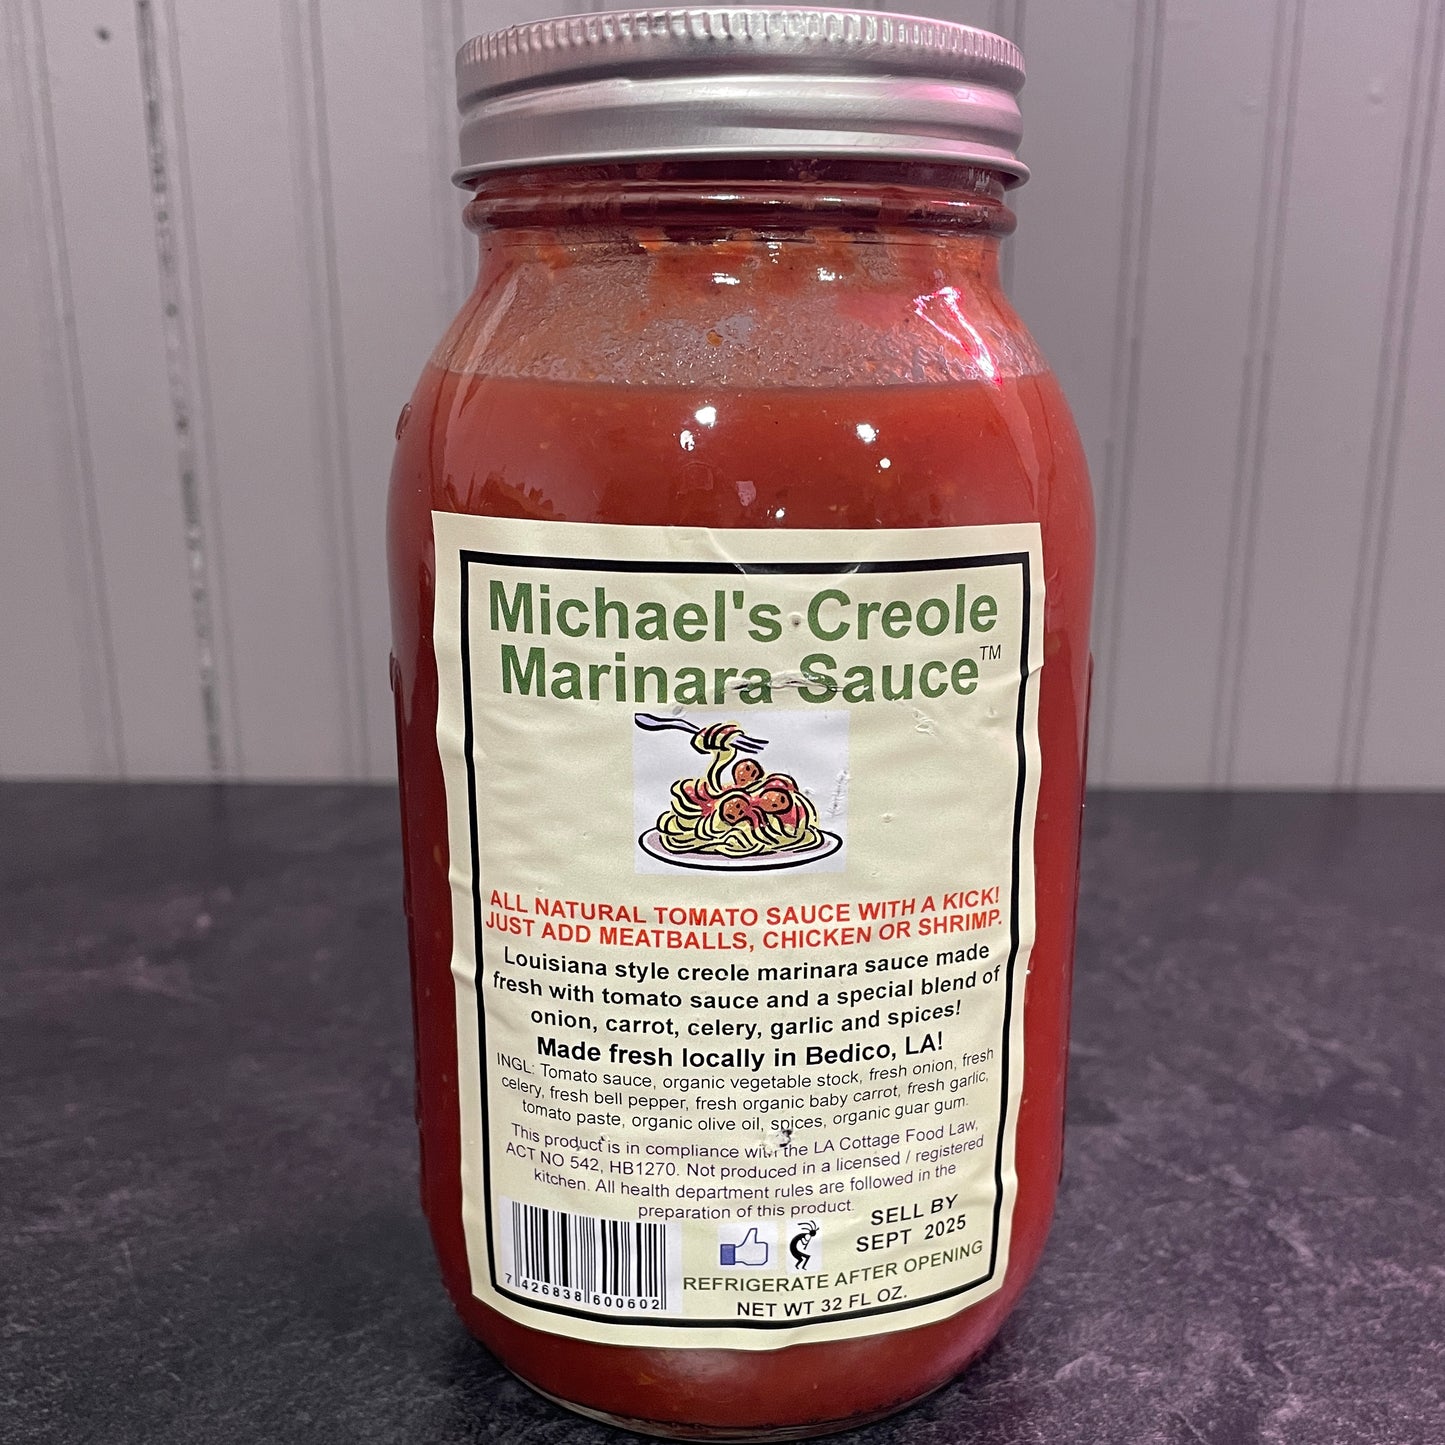 Michael's Creole
Marinara Sauce™
ALL NATURAL TOMATO SAUCE WITH A KICK!
JUST ADD MEATBALLS, CHICKEN OR SHRIMP.
Louisiana style creole marinara sauce made
fresh with tomato sauce and a special blend of
onion, carrot, celery, garlic and spices!
Made fresh locally in Bedico, LA!
INGL: Tomato sauce, organic vegetable stock, fresh onion, fresh
celery, fresh bell pepper, fresh organic baby carrot, fresh garlic,
tomato paste, organic olive oil, spices, organic guar gum.
This product is in compliance with the LA Cottage Food Law,
ACT NO 542, HB1270. Not produced in a licensed / registered
kitchen. All health department rules are followed in the
preparation of this product.
SELL BY
SEPT 2025
REFRIGERATE AFTER OPENING
NET WT 32 FL OZ.
7 426838 600602